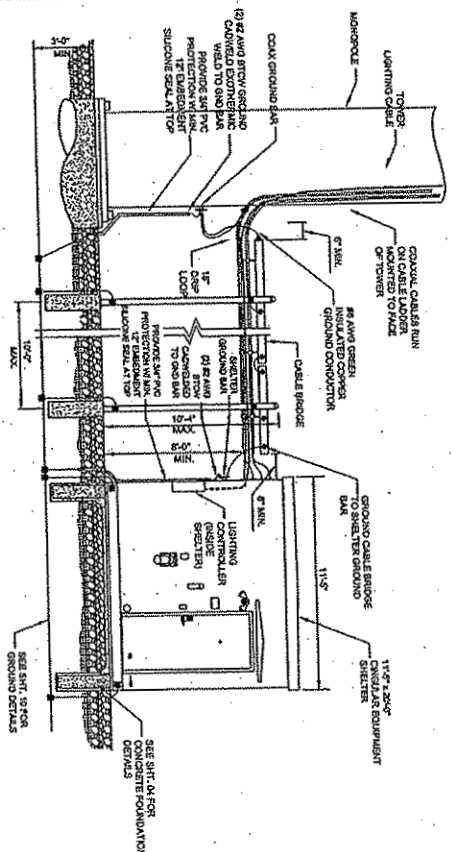 MONOPOLE
TOWER
LIGHTING CABLE
COAXIAL CABLES RUN
ON CABLE LADDER
MOUNTED TO FACE
OF TOWER
COAX GROUND BAR
(2) #2 AWG BTCW GROUND
CADWELD EXOTHERMIC
WELD TO GND BAR
PROVIDE 3/4" PVC
PROTECTION W/ MIN.
12" EMBEDMENT
SILICONE SEAL AT TOP
3'-0"
MIN.
6" MIN.
18"
DRIP
LOOP
#6 AWG GREEN
INSULATED COPPER
GROUND CONDUCTOR
CABLE BRIDGE
10'-0"
MAX.
SHELTER
GROUND BAR
(2) #2 AWG
BTCW
CADWELDED
TO GND BAR
PROVIDE 3/4" PVC
PROTECTION W/ MIN.
12" EMBEDMENT
SILICONE SEAL AT TOP
10'-4"
MAX.
8'-0"
MIN.
6" MIN.
GROUND CABLE BRIDGE
TO SHELTER GROUND
BAR
LIGHTING
CONTROLLER
(INSIDE
SHELTER)
11'-5"
11'-5" x 20'-0"
CINGULAR EQUIPMENT
SHELTER
SEE SHT. 10 FOR
GROUND DETAILS
SEE SHT. 04 FOR
CONCRETE FOUNDATION
DETAILS